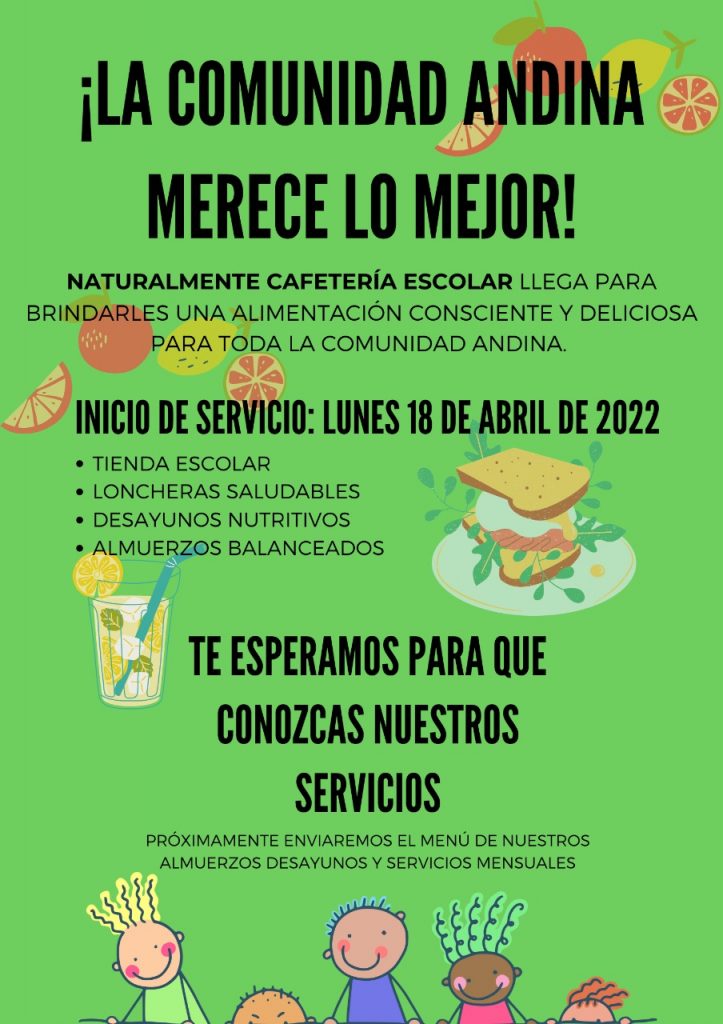 ¡LA COMUNIDAD ANDINA
MERECE LO MEJOR!
NATURALMENTE CAFETERÍA ESCOLAR LLEGA PARA
BRINDARLES UNA ALIMENTACIÓN CONSCIENTE Y DELICIOSA
PARA TODA LA COMUNIDAD ANDINA.
INICIO DE SERVICIO: LUNES 18 DE ABRIL DE 2022
• TIENDA ESCOLAR
• LONCHERAS SALUDABLES
• DESAYUNOS NUTRITIVOS
• ALMUERZOS BALANCEADOS
TE ESPERAMOS PARA QUE
CONOZCAS NUESTROS
SERVICIOS
PRÓXIMAMENTE ENVIAREMOS EL MENÚ DE NUESTROS
ALMUERZOS DESAYUNOS Y SERVICIOS MENSUALES